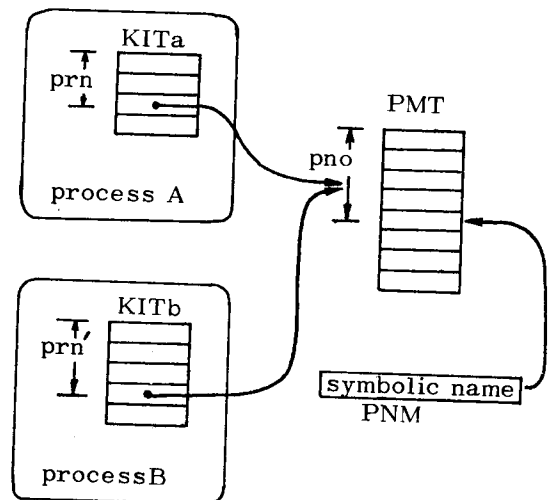 KITa
prn
process A
PMT
pno
KITb
prn′
processB
symbolic name
PNM